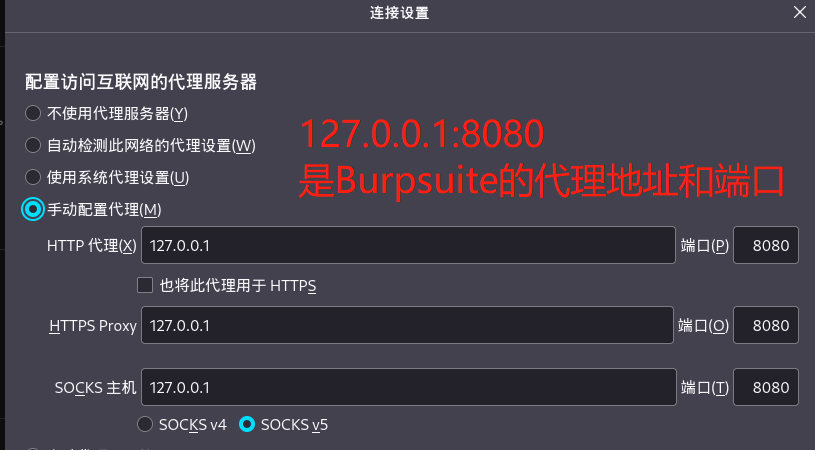 连接设置
配置访问互联网的代理服务器
不使用代理服务器(Y)
自动检测此网络的代理设置(W)
使用系统代理设置(U)
手动配置代理(M)
127.0.0.1:8080
是Burpsuite的代理地址和端口
HTTP 代理(X) 127.0.0.1 端口(P) 8080
也将此代理用于 HTTPS
HTTPS Proxy 127.0.0.1 端口(O) 8080
SOCKS 主机 127.0.0.1 端口(T) 8080
SOCKS v4 SOCKS v5